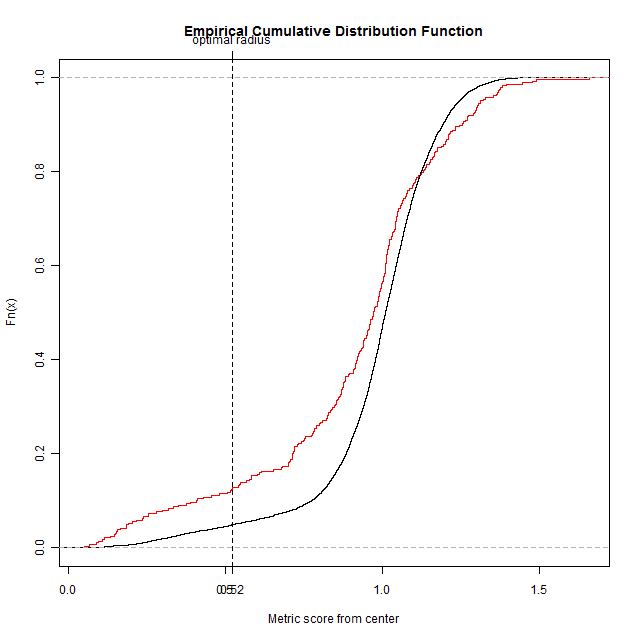 Empirical Cumulative Distribution Function
optimal radius
1.0
0.8
0.6
0.4
0.2
0.0
Fn(x)
0.0 0.5 0.52 1.0 1.5
Metric score from center